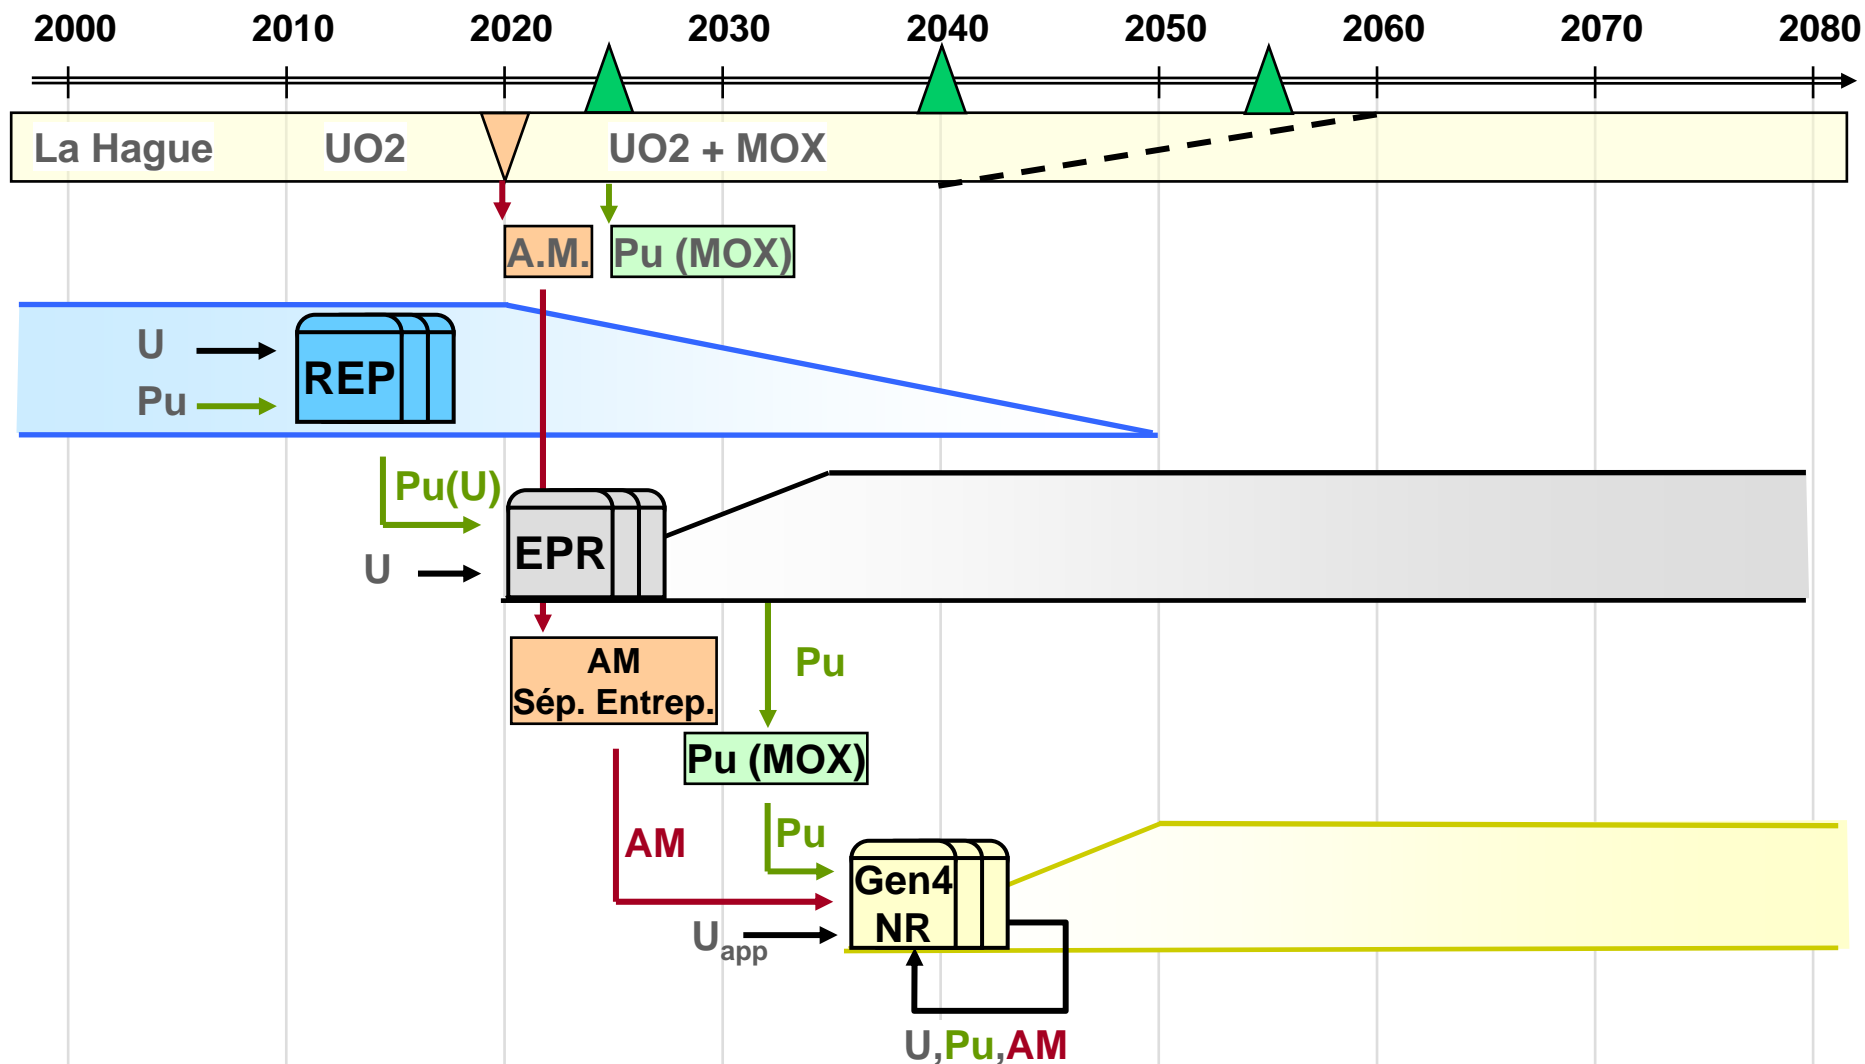 2000 2010 2020 2030 2040 2050 2060 2070 2080
La Hague UO2 UO2 + MOX
A.M. Pu (MOX)
U
REP
Pu
Pu(U)
EPR
U
AM
Sép. Entrep.
Pu
Pu (MOX)
AM
Pu
Gen4
NR
Uapp
U,Pu,AM